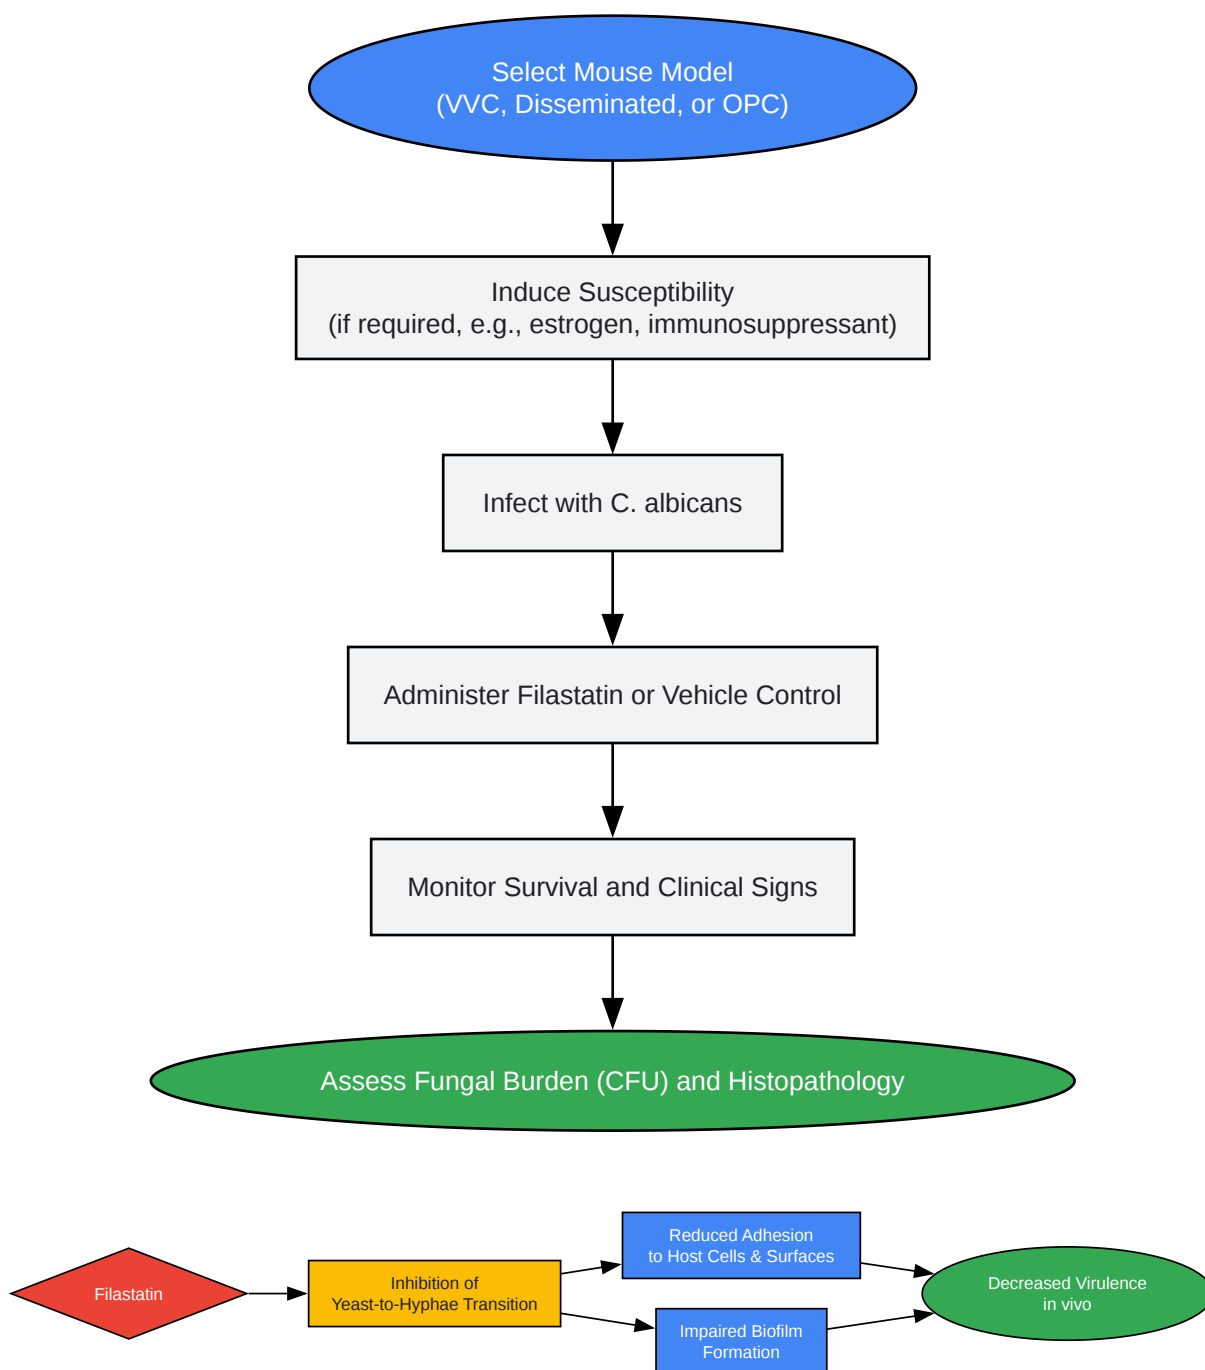 Select Mouse Model
(VVC, Disseminated, or OPC)
Induce Susceptibility
(if required, e.g., estrogen, immunosuppressant)
Infect with C. albicans
Administer Filastatin or Vehicle Control
Monitor Survival and Clinical Signs
Assess Fungal Burden (CFU) and Histopathology
Filastatin
Inhibition of
Yeast-to-Hyphae Transition
Reduced Adhesion
to Host Cells & Surfaces
Impaired Biofilm
Formation
Decreased Virulence
in vivo